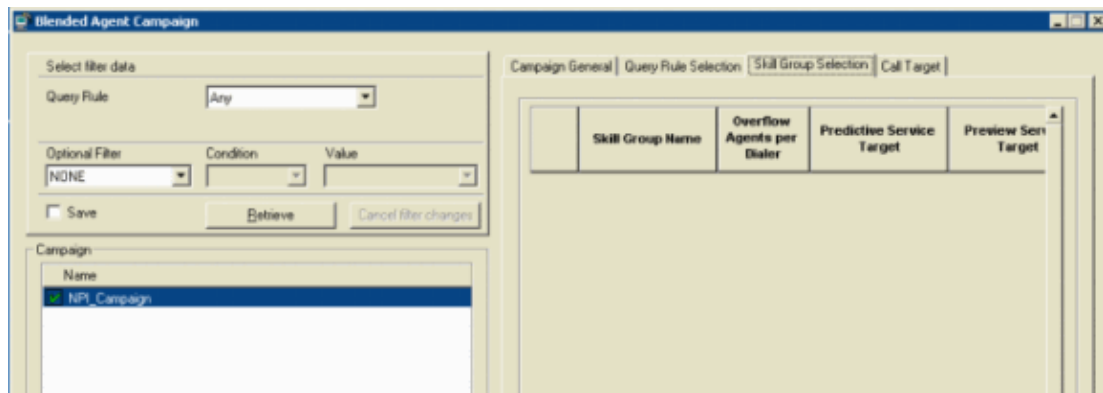 Blended Agent Campaign
Select filter data
Query Rule
Any
Optional Filter
Condition
Value
NONE
Save
Retrieve
Cancel filter changes
Campaign
Name
NPI_Campaign
Campaign General
Query Rule Selection
Skill Group Selection
Call Target
Skill Group Name
Overflow
Agents per
Dialer
Predictive Service
Target
Preview Serv
Target